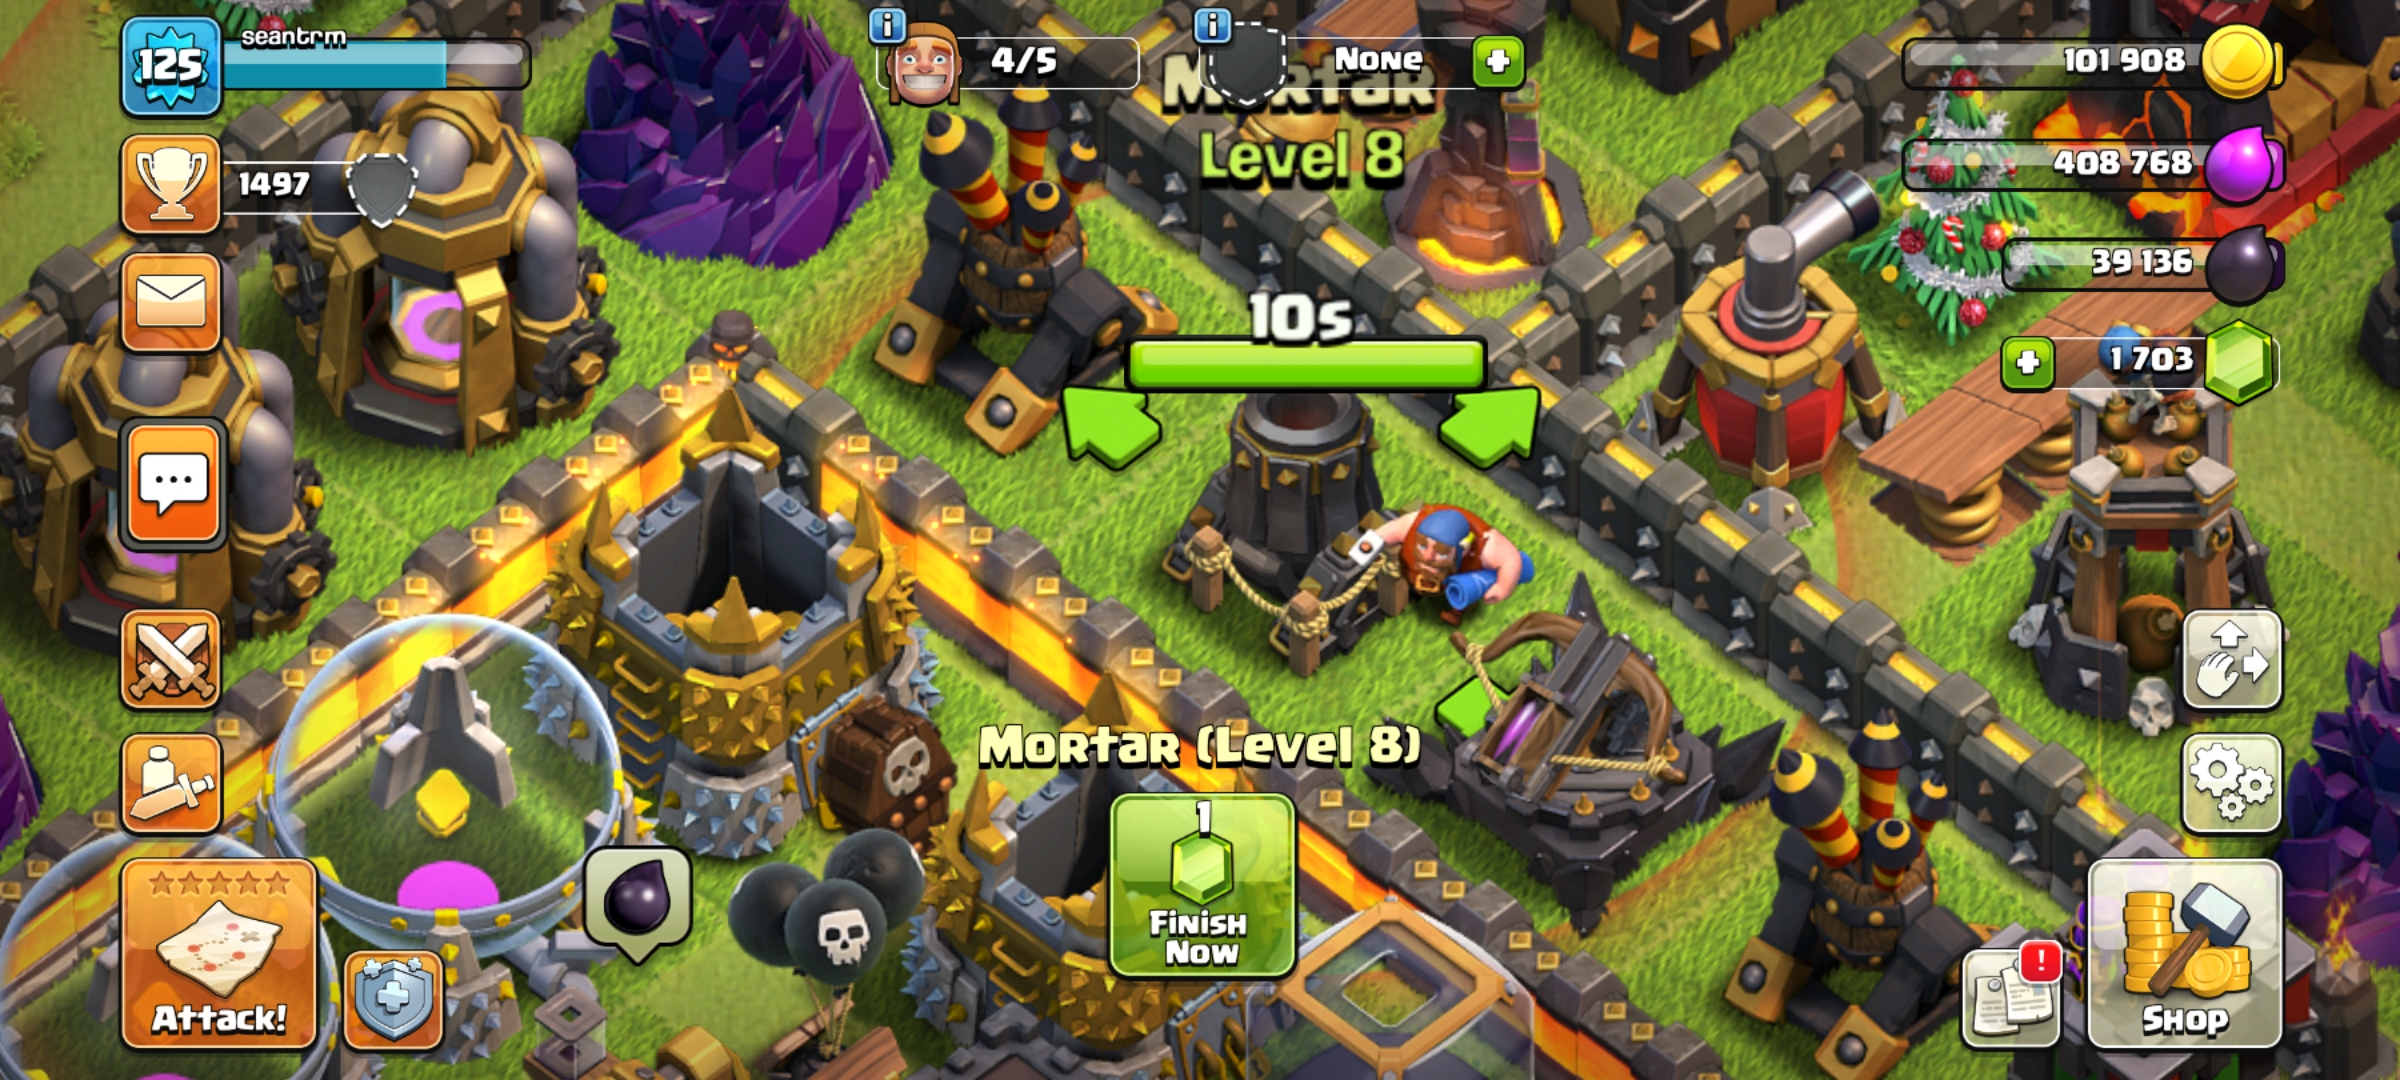 125
seantrm
4/5
None
101 908
Mortar
Level 8
408 768
1497
39 136
10s
1 703
Mortar (Level 8)
1
Finish
Now
!
Attack!
Shop